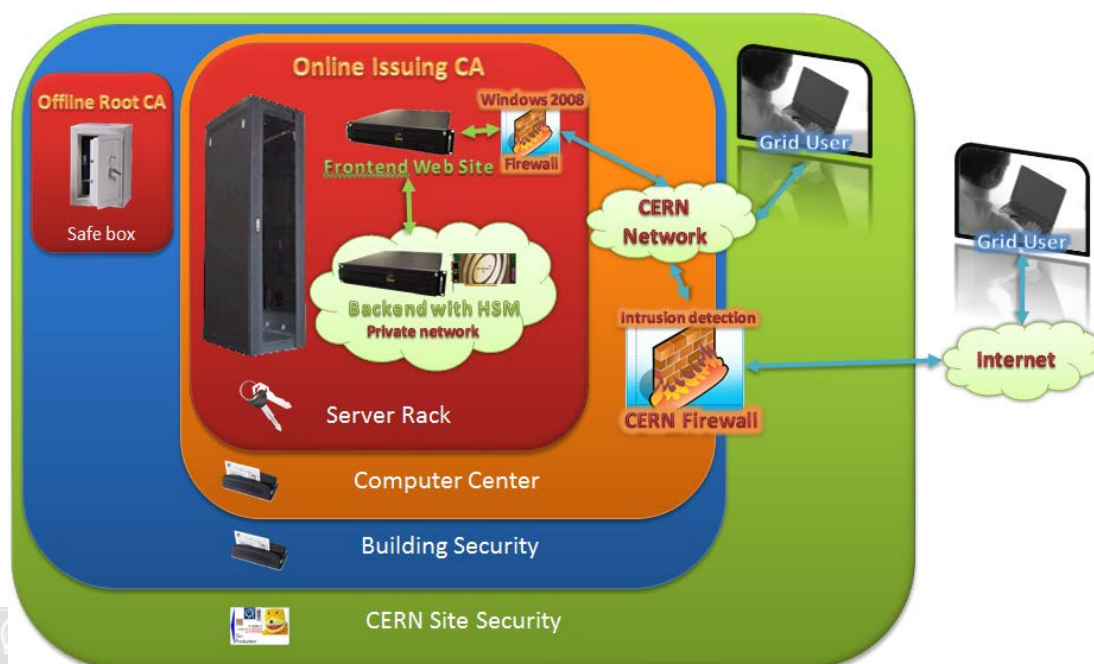 Online Issuing CA
Offline Root CA
Safe box
Windows 2008
Firewall
Frontend Web Site
Backend with HSM
Private network
Server Rack
Computer Center
Building Security
CERN Site Security
CERN
Network
Grid User
Intrusion detection
CERN Firewall
Grid User
Internet